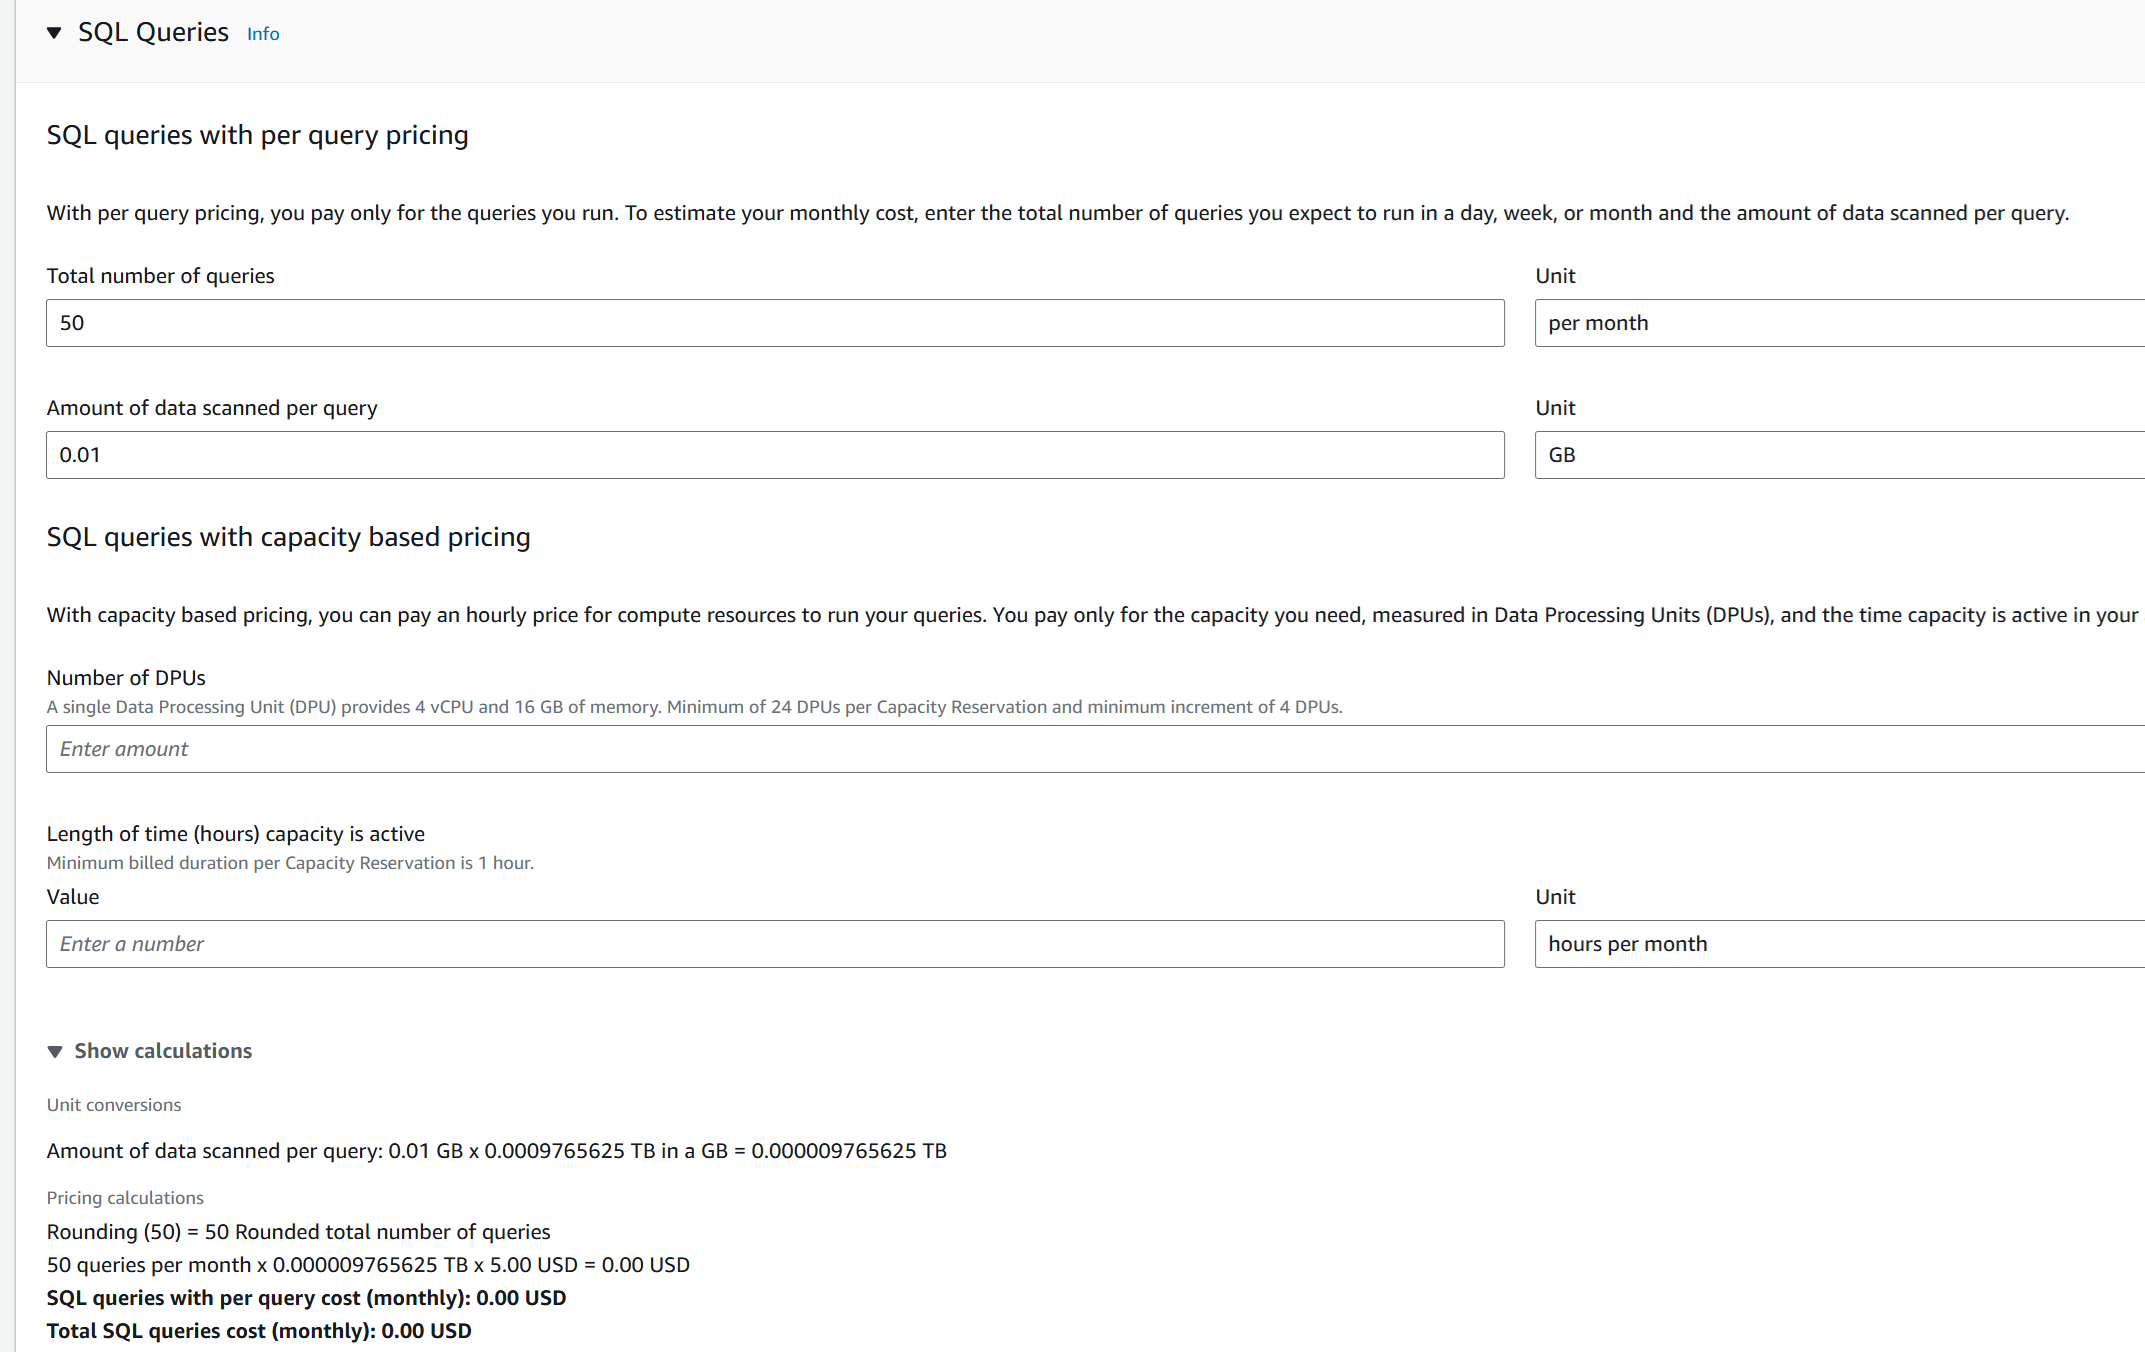 SQL Queries Info
SQL queries with per query pricing
With per query pricing, you pay only for the queries you run. To estimate your monthly cost, enter the total number of queries you expect to run in a day, week, or month and the amount of data scanned per query.
Total number of queries
Unit
50
per month
Amount of data scanned per query
Unit
0.01
GB
SQL queries with capacity based pricing
With capacity based pricing, you can pay an hourly price for compute resources to run your queries. You pay only for the capacity you need, measured in Data Processing Units (DPUs), and the time capacity is active in your
Number of DPUs
A single Data Processing Unit (DPU) provides 4 vCPU and 16 GB of memory. Minimum of 24 DPUs per Capacity Reservation and minimum increment of 4 DPUs.
Enter amount
Length of time (hours) capacity is active
Minimum billed duration per Capacity Reservation is 1 hour.
Value
Unit
Enter a number
hours per month
Show calculations
Unit conversions
Amount of data scanned per query: 0.01 GB x 0.0009765625 TB in a GB = 0.000009765625 TB
Pricing calculations
Rounding (50) = 50 Rounded total number of queries
50 queries per month x 0.000009765625 TB x 5.00 USD = 0.00 USD
SQL queries with per query cost (monthly): 0.00 USD
Total SQL queries cost (monthly): 0.00 USD